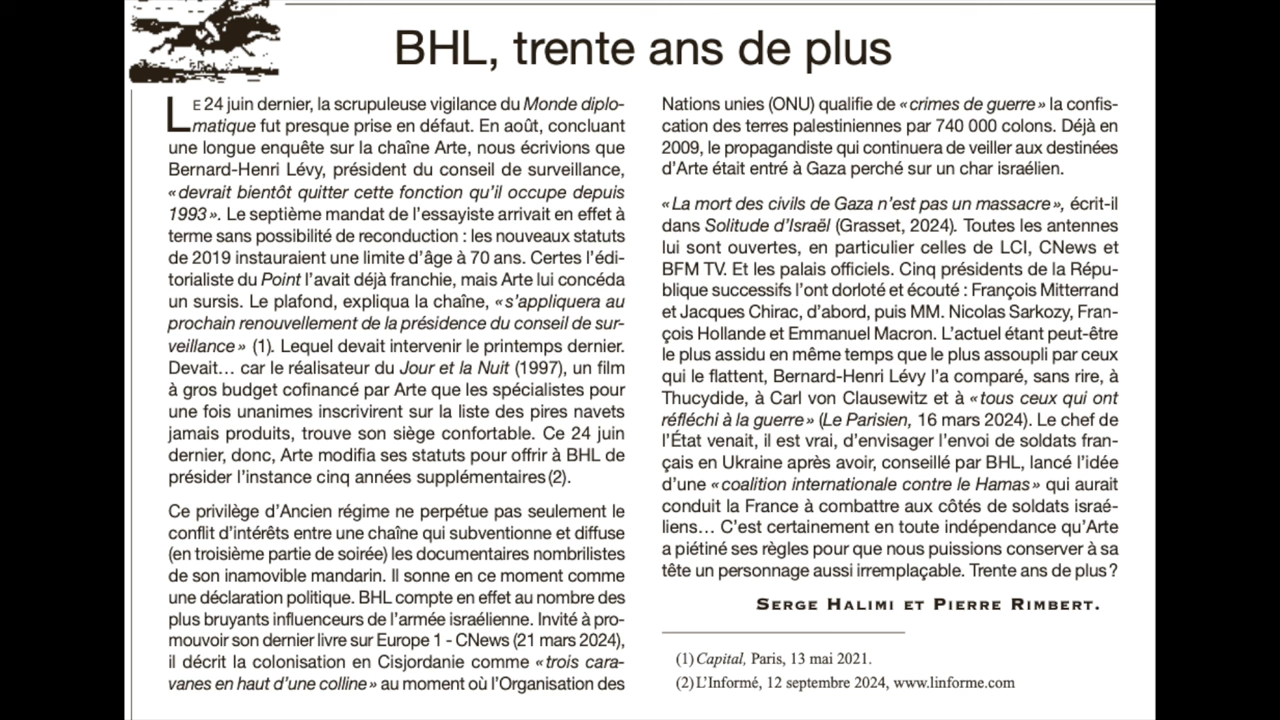 BHL, trente ans de plus
LE 24 juin dernier, la scrupuleuse vigilance du Monde diplo-
matique fut presque prise en défaut. En août, concluant
une longue enquête sur la chaîne Arte, nous écrivions que
Bernard-Henri Lévy, président du conseil de surveillance,
« devrait bientôt quitter cette fonction qu'il occupe depuis
1993 ». Le septième mandat de l'essayiste arrivait en effet à
terme sans possibilité de reconduction : les nouveaux statuts
de 2019 instauraient une limite d'âge à 70 ans. Certes l'édi-
torialiste du Point l'avait déjà franchie, mais Arte lui concéda
un sursis. Le plafond, expliqua la chaîne, « s'appliquera au
prochain renouvellement de la présidence du conseil de sur-
veillance » (1). Lequel devait intervenir le printemps dernier.
Devait... car le réalisateur du Jour et la Nuit (1997), un film
à gros budget cofinancé par Arte que les spécialistes pour
une fois unanimes inscrivirent sur la liste des pires navets
jamais produits, trouve son siège confortable. Ce 24 juin
dernier, donc, Arte modifia ses statuts pour offrir à BHL de
présider l'instance cinq années supplémentaires (2).
Ce privilège d'Ancien régime ne perpétue pas seulement le
conflit d'intérêts entre une chaîne qui subventionne et diffuse
(en troisième partie de soirée) les documentaires nombrilistes
de son inamovible mandarin. Il sonne en ce moment comme
une déclaration politique. BHL compte en effet au nombre des
plus bruyants influenceurs de l'armée israélienne. Invité à pro-
mouvoir son dernier livre sur Europe 1 - CNews (21 mars 2024),
il décrit la colonisation en Cisjordanie comme « trois cara-
vanes en haut d'une colline » au moment où l'Organisation des
Nations unies (ONU) qualifie de « crimes de guerre » la confis-
cation des terres palestiniennes par 740 000 colons. Déjà en
2009, le propagandiste qui continuera de veiller aux destinées
d'Arte était entré à Gaza perché sur un char israélien.
« La mort des civils de Gaza n'est pas un massacre », écrit-il
dans Solitude d'Israël (Grasset, 2024). Toutes les antennes
lui sont ouvertes, en particulier celles de LCI, CNews et
BFM TV. Et les palais officiels. Cinq présidents de la Répu-
blique successifs l'ont dorloté et écouté : François Mitterrand
et Jacques Chirac, d'abord, puis MM. Nicolas Sarkozy, Fran-
çois Hollande et Emmanuel Macron. L'actuel étant peut-être
le plus assidu en même temps que le plus assoupli par ceux
qui le flattent, Bernard-Henri Lévy l'a comparé, sans rire, à
Thucydide, à Carl von Clausewitz et à « tous ceux qui ont
réfléchi à la guerre » (Le Parisien, 16 mars 2024). Le chef de
l'État venait, il est vrai, d'envisager l'envoi de soldats fran-
çais en Ukraine après avoir, conseillé par BHL, lancé l'idée
d'une « coalition internationale contre le Hamas » qui aurait
conduit la France à combattre aux côtés de soldats israé-
liens... C'est certainement en toute indépendance qu'Arte
a piétiné ses règles pour que nous puissions conserver à sa
tête un personnage aussi irremplaçable. Trente ans de plus ?
SERGE HALIMI ET PIERRE RIMBERT.
(1) Capital, Paris, 13 mai 2021.
(2) L'Informé, 12 septembre 2024, www.linforme.com